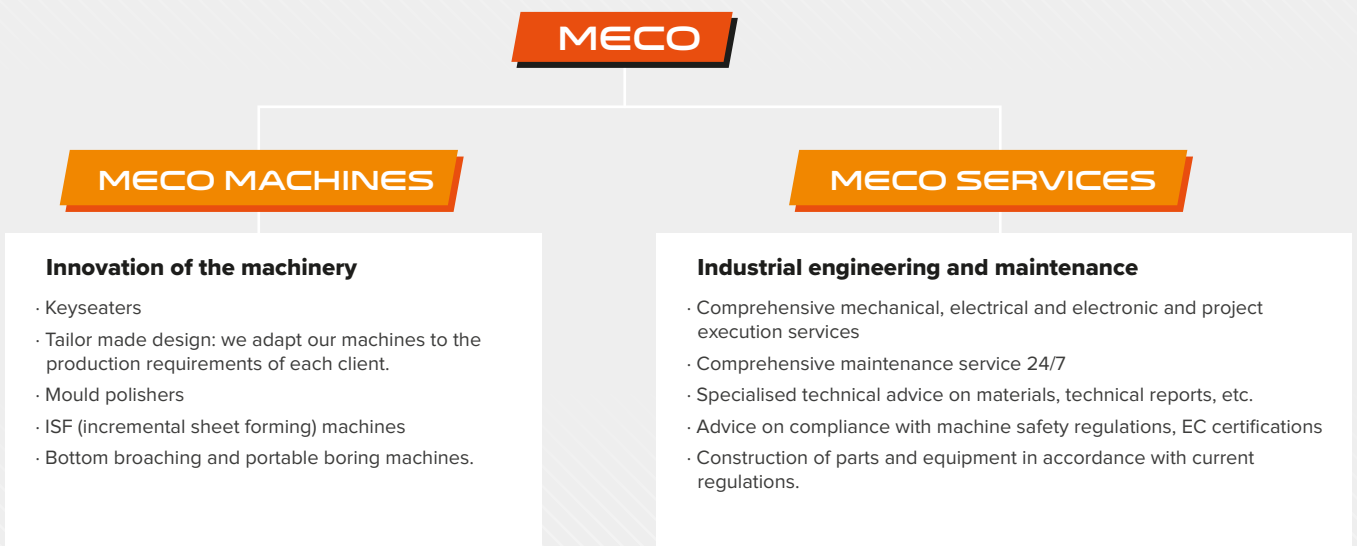 MECO
MECO MACHINES
Innovation of the machinery
· Keyseaters
· Tailor made design: we adapt our machines to the
production requirements of each client.
· Mould polishers
· ISF (incremental sheet forming) machines
· Bottom broaching and portable boring machines.
MECO SERVICES
Industrial engineering and maintenance
· Comprehensive mechanical, electrical and electronic and project
execution services
· Comprehensive maintenance service 24/7
· Specialised technical advice on materials, technical reports, etc.
· Advice on compliance with machine safety regulations, EC certifications
· Construction of parts and equipment in accordance with current
regulations.